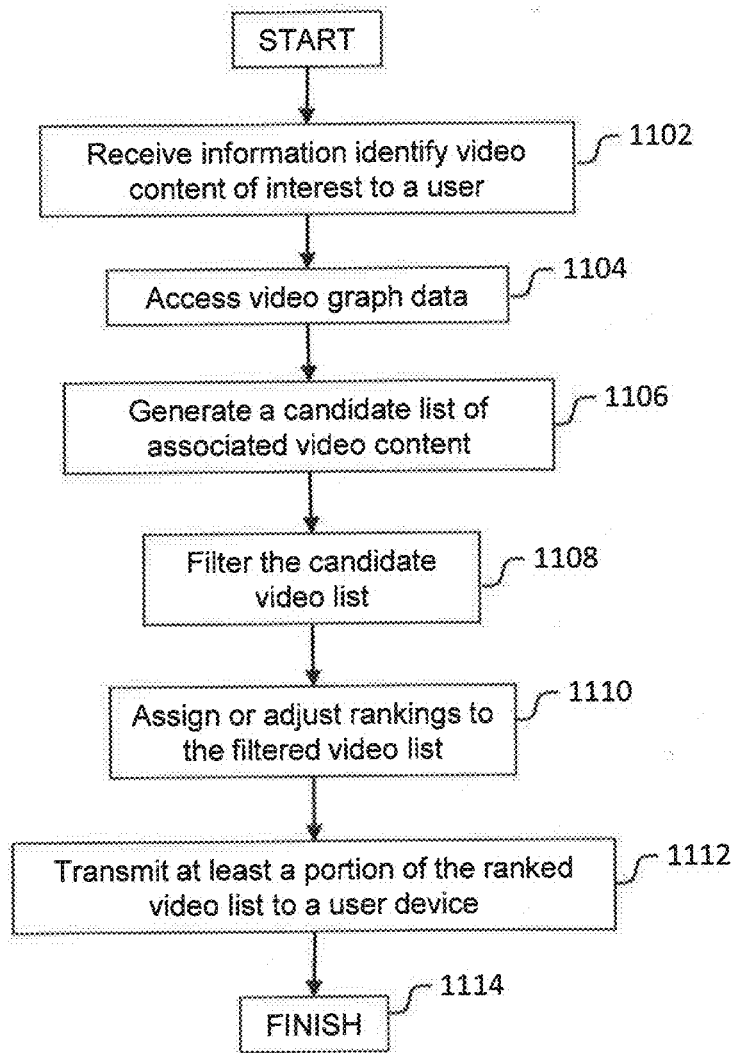 START
Receive information identify video
content of interest to a user
1102
Access video graph data
1104
Generate a candidate list of
associated video content
1106
Filter the candidate
video list
1108
Assign or adjust rankings to
the filtered video list
1110
Transmit at least a portion of the ranked
video list to a user device
1112
FINISH
1114